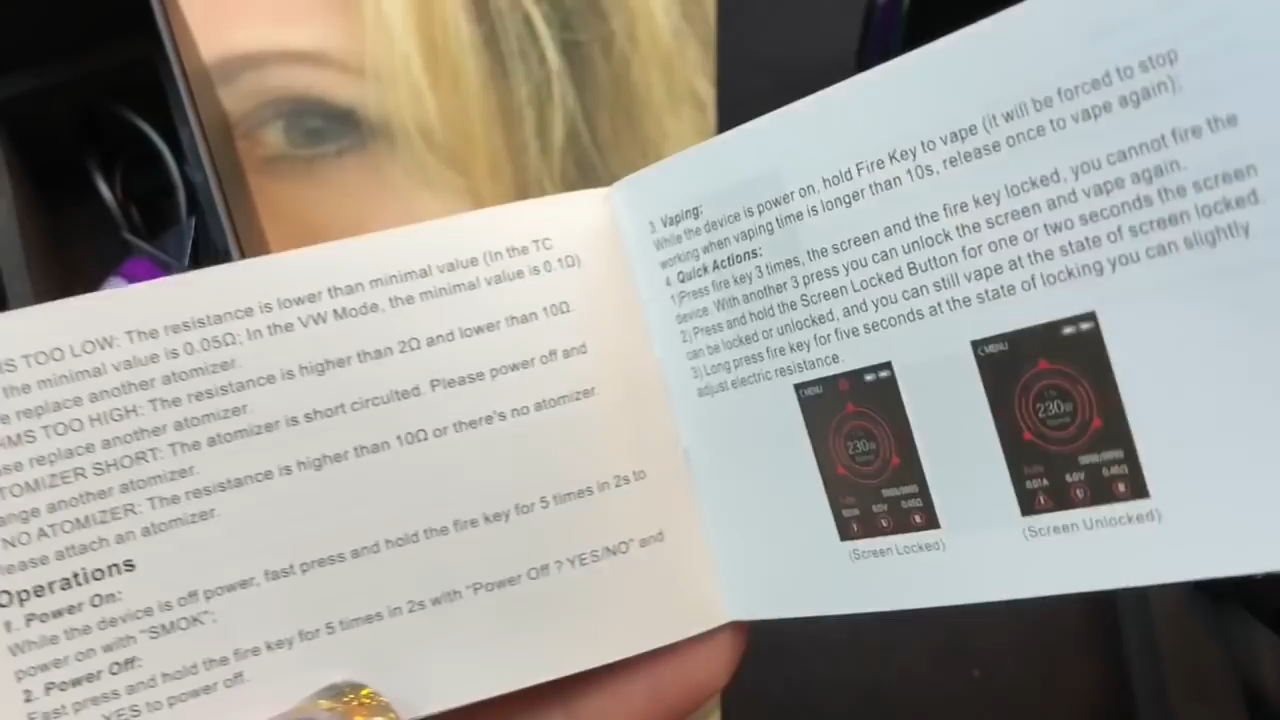 TOO LOW: The resistance is lower than minimal value (In the TC
the minimal value is 0.05Ω; In the VW Mode, the minimal value is 0.1Ω)
replace another atomizer.
TOO HIGH: The resistance is higher than 2Ω and lower than 10Ω.
replace another atomizer.
SHORT: The atomizer is short circulted. Please power off and
another atomizer.
NO ATOMIZER: The resistance is higher than 10Ω or there's no atomizer.
attach an atomizer.
Operations
1. Power On:
While the device is off power, fast press and hold the fire key for 5 times in 2s to
power on with "SMOK";
2. Power Off:
Fast press and hold the fire key for 5 times in 2s with "Power Off ? YES/NO" and
YES to power off.
3. Vaping:
While the device is power on, hold Fire Key to vape (it will be forced to stop
working when vaping time is longer than 10s, release once to vape again);
4. Quick Actions:
1)Press fire key 3 times, the screen and the fire key locked, you cannot fire the
device. With another 3 press you can unlock the screen and vape again.
2) Press and hold the Screen Locked Button for one or two seconds the screen
can be locked or unlocked, and you can still vape at the state of screen locked.
3) Long press fire key for five seconds at the state of locking you can slightly
adjust electric resistance.
<MENU
230W
6.0V
(Screen Locked)
<MENU
230W
0.01A 6.0V
(Screen Unlocked)